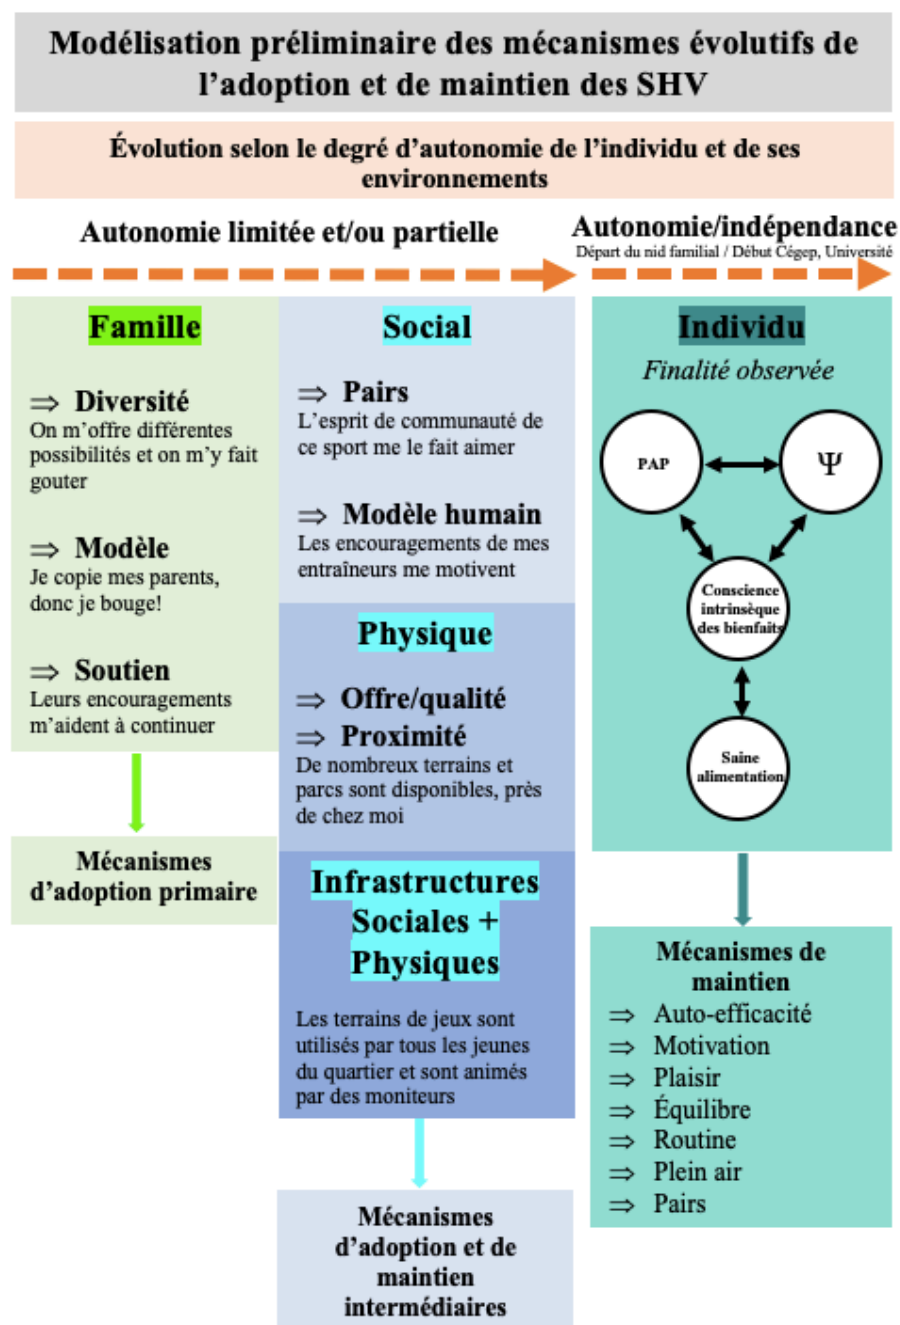 Modélisation préliminaire des mécanismes évolutifs de
l’adoption et de maintien des SHV
Évolution selon le degré d’autonomie de l’individu et de ses
environnements
Autonomie limitée et/ou partielle
Autonomie/indépendance
Départ du nid familial / Début Cégep, Université
Famille
⇒ Diversité
On m’offre différentes
possibilités et on m’y fait
gouter
⇒ Modèle
Je copie mes parents,
donc je bouge!
⇒ Soutien
Leurs encouragements
m’aident à continuer
Mécanismes
d’adoption primaire
Social
⇒ Pairs
L’esprit de communauté de
ce sport me le fait aimer
⇒ Modèle humain
Les encouragements de mes
entraîneurs me motivent
Physique
⇒ Offre/qualité
⇒ Proximité
De nombreux terrains et
parcs sont disponibles, près
de chez moi
Infrastructures
Sociales +
Physiques
Les terrains de jeux sont
utilisés par tous les jeunes
du quartier et sont animés
par des moniteurs
Mécanismes
d’adoption et de
maintien
intermédiaires
Individu
Finalité observée
PAP
Ψ
Conscience
intrinsèque
des bienfaits
Saine
alimentation
Mécanismes de
maintien
⇒ Auto-efficacité
⇒ Motivation
⇒ Plaisir
⇒ Équilibre
⇒ Routine
⇒ Plein air
⇒ Pairs